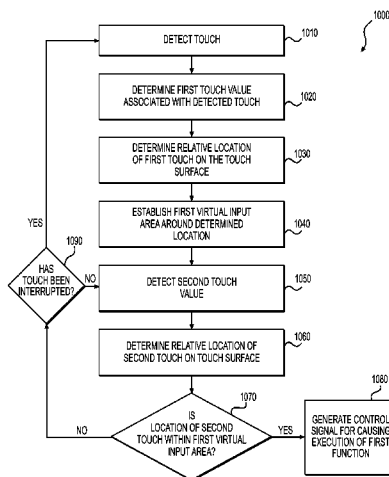 1000
DETECT TOUCH
1010
DETERMINE FIRST TOUCH VALUE
ASSOCIATED WITH DETECTED TOUCH
1020
DETERMINE RELATIVE LOCATION
OF FIRST TOUCH ON THE TOUCH
SURFACE
1030
ESTABLISH FIRST VIRTUAL INPUT
AREA AROUND DETERMINED
LOCATION
1040
YES
1090
HAS
TOUCH BEEN
INTERRUPTED?
NO
DETECT SECOND TOUCH
VALUE
1050
DETERMINE RELATIVE LOCATION OF
SECOND TOUCH ON TOUCH SURFACE
1060
1070
IS
LOCATION OF SECOND
TOUCH WITHIN FIRST VIRTUAL
INPUT AREA?
NO
YES
1080
GENERATE CONTROL
SIGNAL FOR CAUSING
EXECUTION OF FIRST
FUNCTION